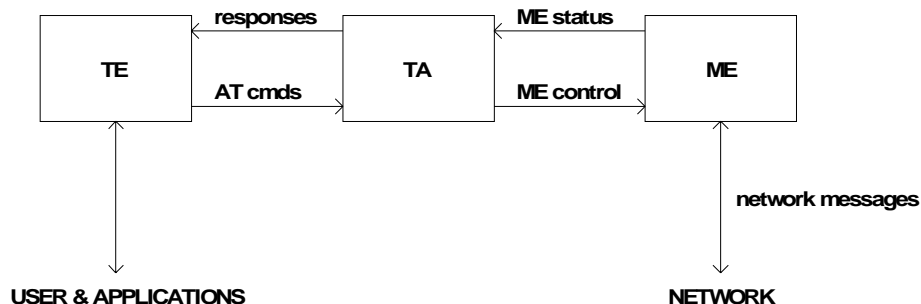 responses
ME status
TE
TA
ME
AT cmds
ME control
network messages
USER & APPLICATIONS
NETWORK